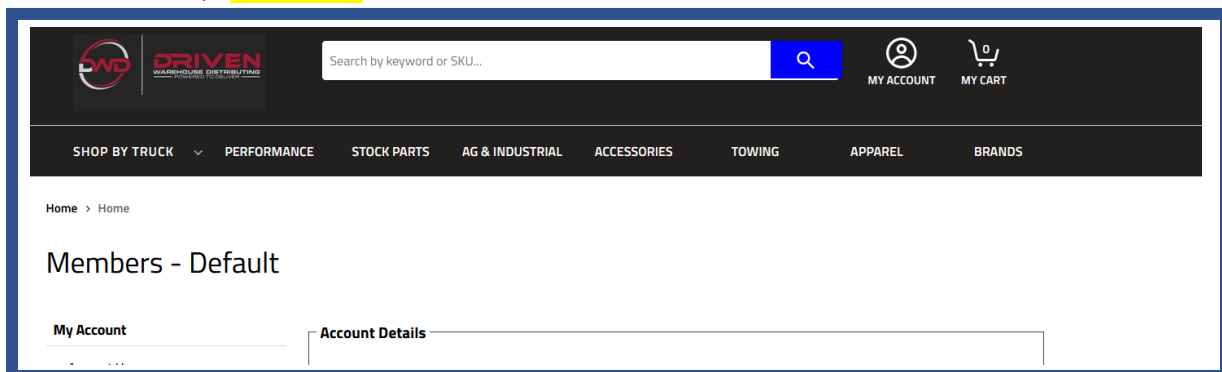 DWD DRIVEN
WAREHOUSE DISTRIBUTING
POWERED TO DELIVER
Search by keyword or SKU...
MY ACCOUNT
0
MY CART
SHOP BY TRUCK PERFORMANCE STOCK PARTS AG & INDUSTRIAL ACCESSORIES TOWING APPAREL BRANDS
Home > Home
Members - Default
My Account
Account Details